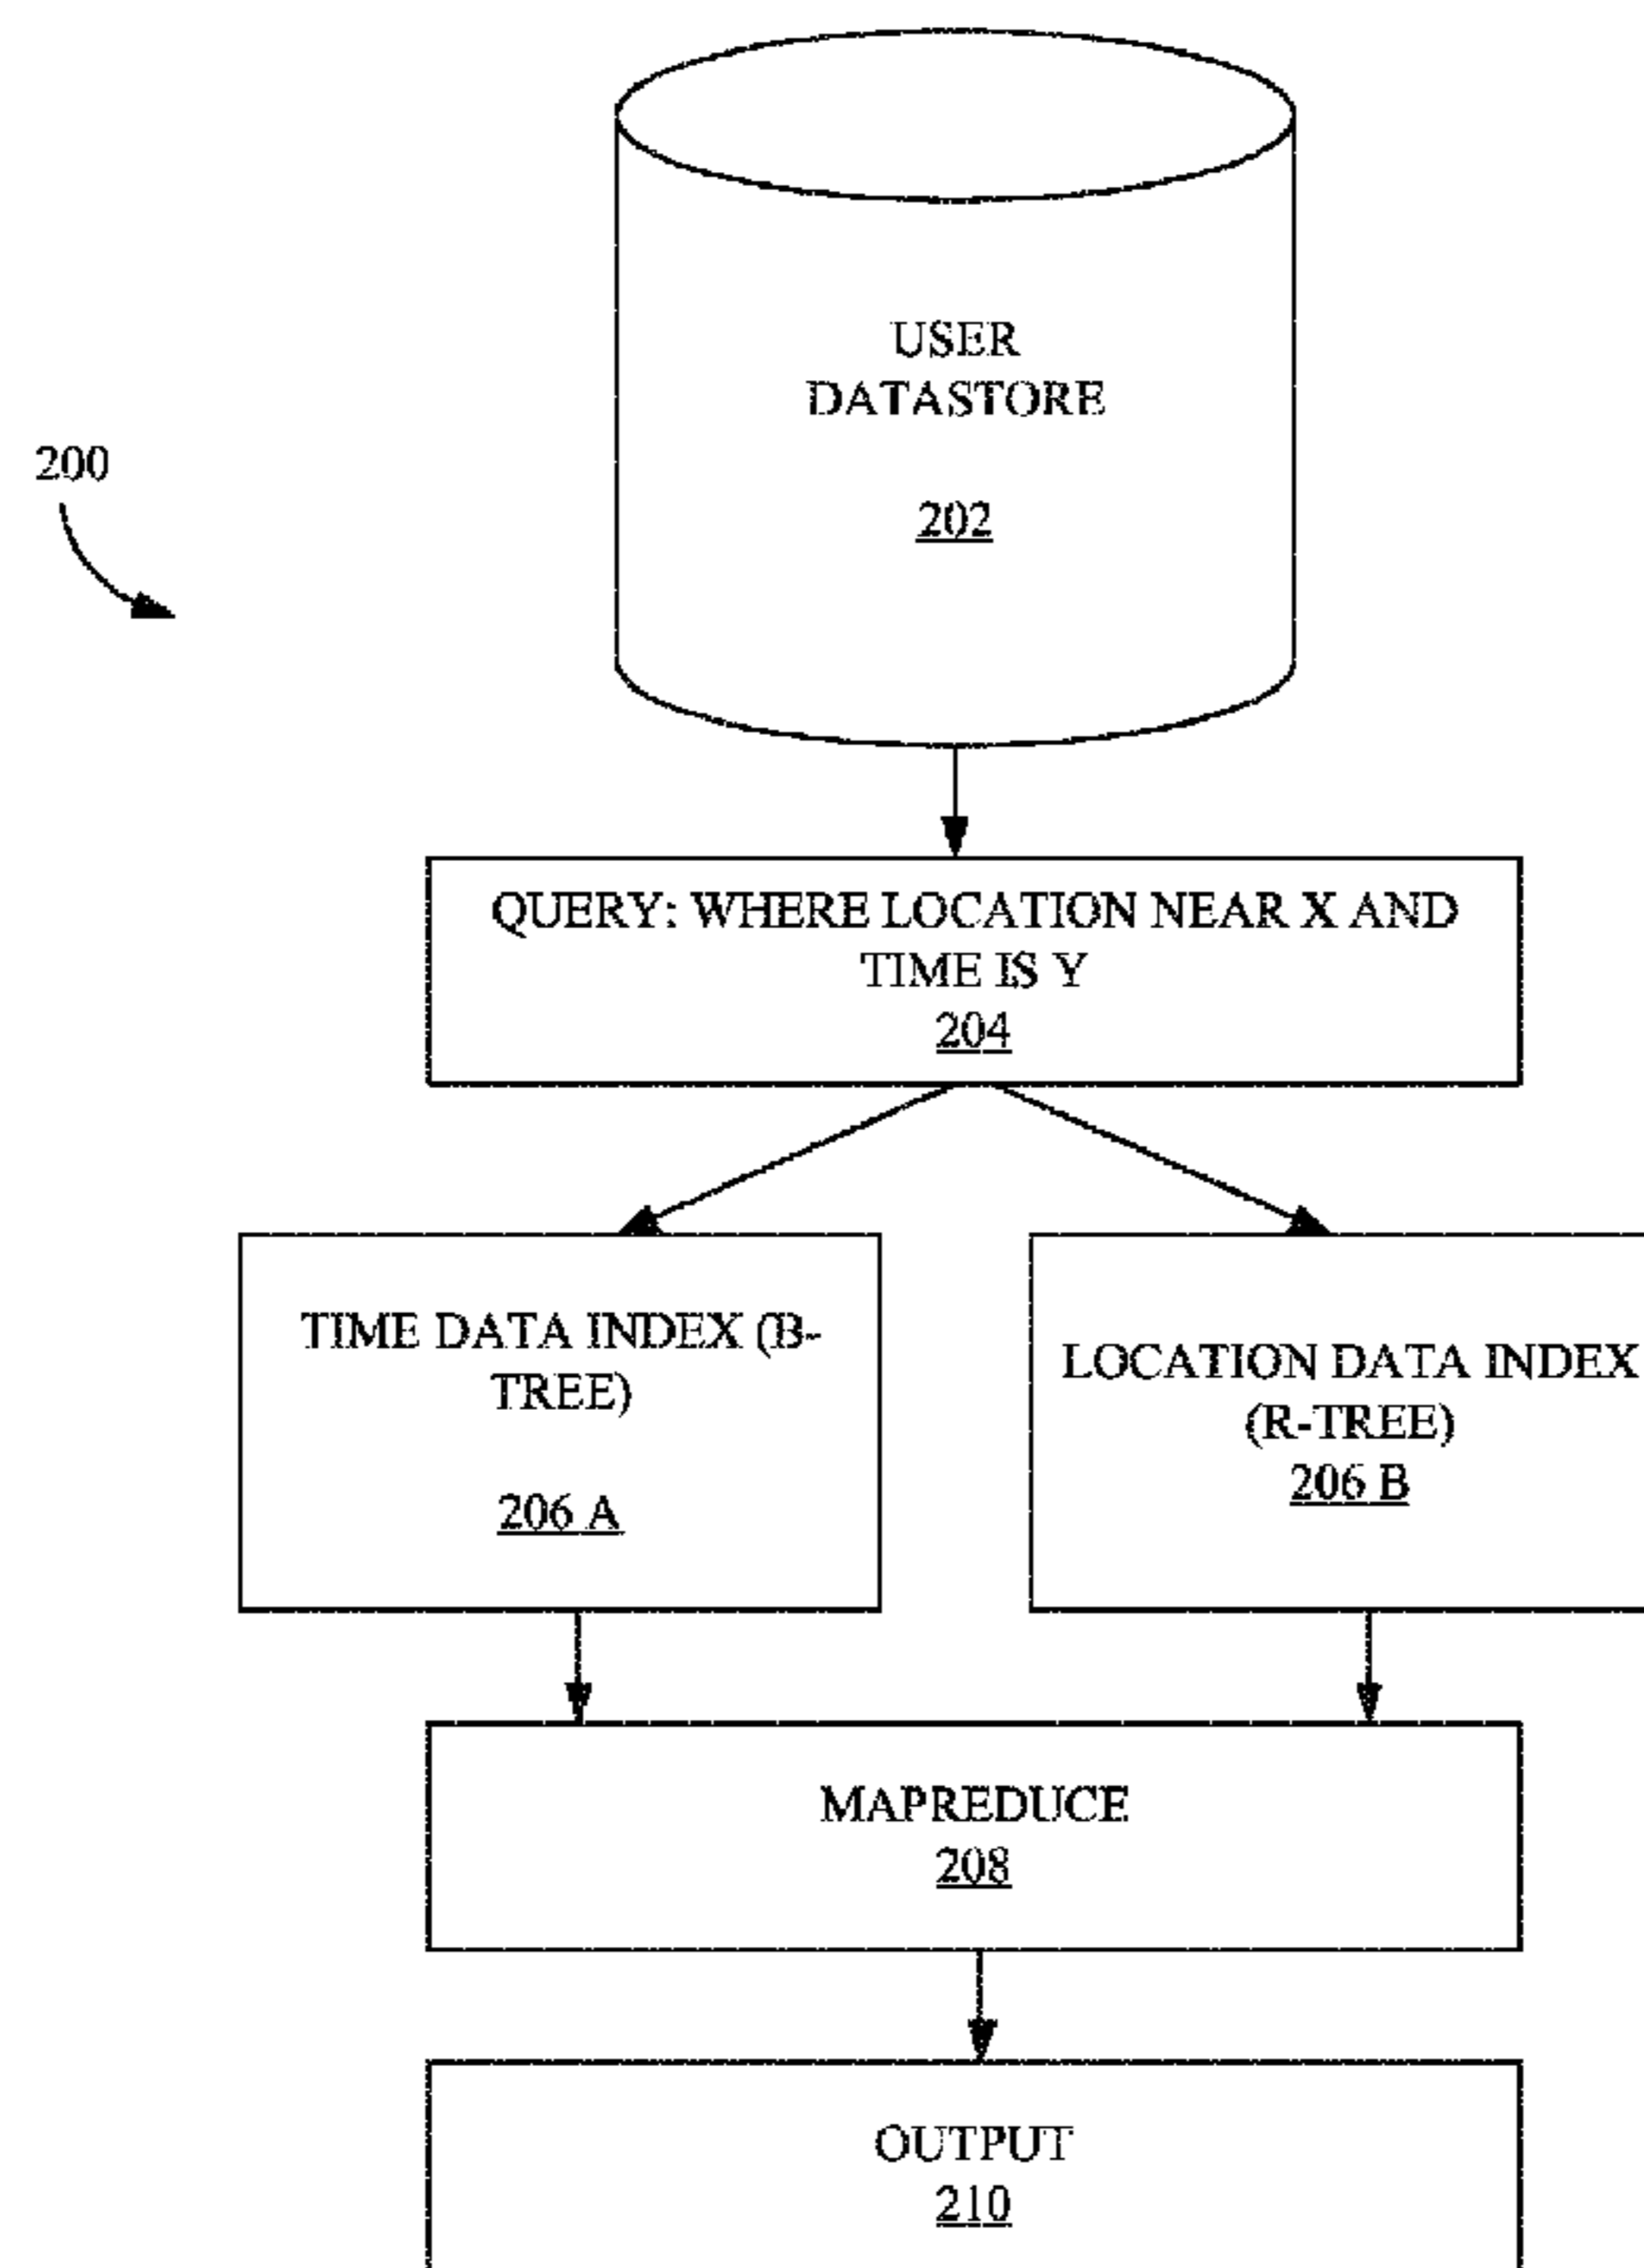 USER
DATASTORE
202
200
QUERY: WHERE LOCATION NEAR X AND
TIME IS Y
204
TIME DATA INDEX (B-
TREE)
206 A
LOCATION DATA INDEX
(R-TREE)
206 B
MAPREDUCE
208
OUTPUT
210